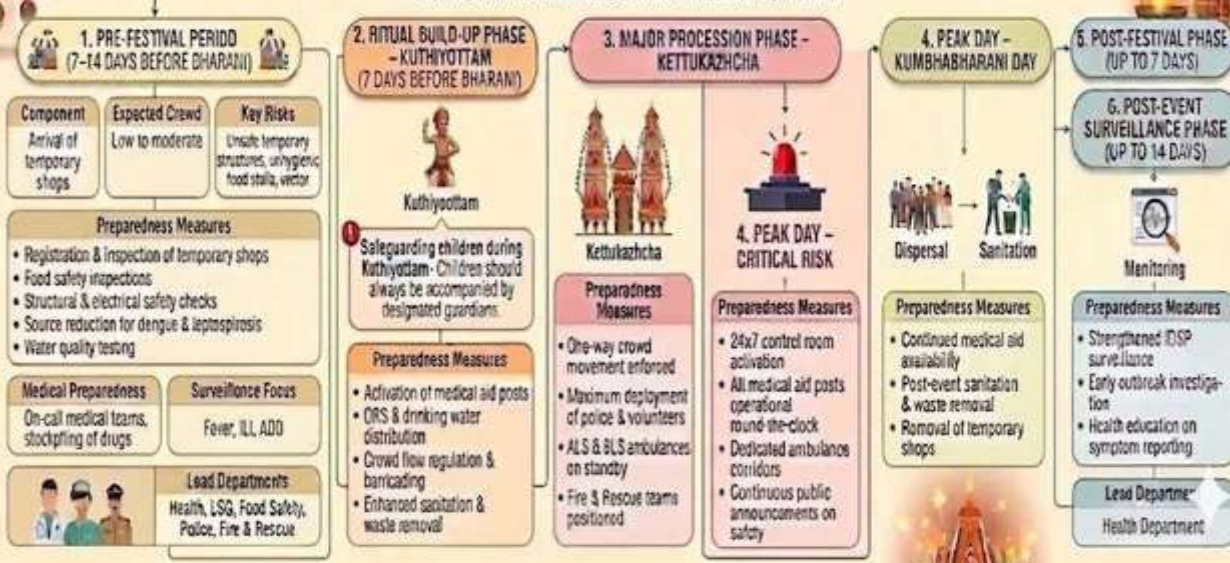 1. PRE-FESTIVAL PERIOD
(7–14 DAYS BEFORE BHARANI)
Component
Arrival of
temporary
shops
Expected Crowd
Low to moderate
Key Risks
Unsafe temporary
structures, unhygienic
food stalls, vector
Preparedness Measures
• Registration & inspection of temporary shops
• Food safety inspections
• Structural & electrical safety checks
• Source reduction for dengue & leptospirosis
• Water quality testing
Medical Preparedness
On-call medical teams,
stockpiling of drugs
Surveillance Focus
Fever, ILI, ADD
Lead Departments
Health, LSG, Food Safety,
Police, Fire & Rescue
2. RITUAL BUILD-UP PHASE
– KUTHIYOTTAM
(7 DAYS BEFORE BHARANI)
Kuthiyoottam
Safeguarding children during
Kuthiyottam- Children should
always be accompanied by
designated guardians
Preparedness Measures
• Activation of medical aid posts
• ORS & drinking water
distribution
• Crowd flow regulation &
barricading
• Enhanced sanitation &
waste removal
3. MAJOR PROCESSION PHASE –
KETTUKAZHCHA
Kettukazhcha
Preparadness
Measures
• One-way crowd
movement enforced
• Maximum deployment
of police & volunteers
• ALS & BLS ambulances
on standby
• Fire & Rescue teams
positioned
4. PEAK DAY –
CRITICAL RISK
Preparedness Measures
• 24x7 control room
activation
• All medical aid posts
operational
round-the-clock
• Dedicated ambulance
corridors
• Continuous public
announcements on
safety
4. PEAK DAY –
KUMBHABHARANI DAY
Dispersal
Sanitation
Preparedness Measures
• Continued medical aid
availability
• Post-event sanitation
& waste removal
• Removal of temporary
shops
5. POST-FESTIVAL PHASE
(UP TO 7 DAYS)
6. POST-EVENT
SURVEILLANCE PHASE
(UP TO 14 DAYS)
Monitoring
Preparedness Measures
• Strengthened IDSP
surveillance
• Early outbreak investiga-
tion
• Health education on
symptom reporting
Lead Department
Health Department